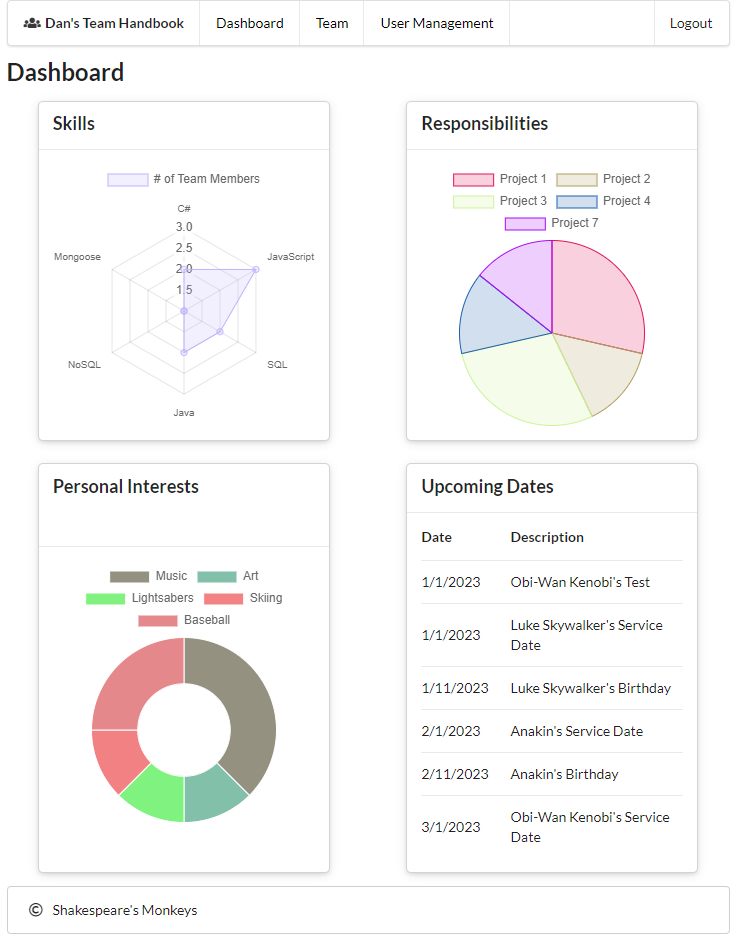 Dan's Team Handbook Dashboard Team User Management Logout
Dashboard
Skills
# of Team Members
C#
3.0
2.5
2.0
1.5
JavaScript
Mongoose
NoSQL
SQL
Java
Responsibilities
Project 1 Project 2
Project 3 Project 4
Project 7
Personal Interests
Music Art
Lightsabers Skiing
Baseball
Upcoming Dates
Date Description
1/1/2023 Obi-Wan Kenobi's Test
1/1/2023 Luke Skywalker's Service
Date
1/11/2023 Luke Skywalker's Birthday
2/1/2023 Anakin's Service Date
2/11/2023 Anakin's Birthday
3/1/2023 Obi-Wan Kenobi's Service
Date
© Shakespeare's Monkeys